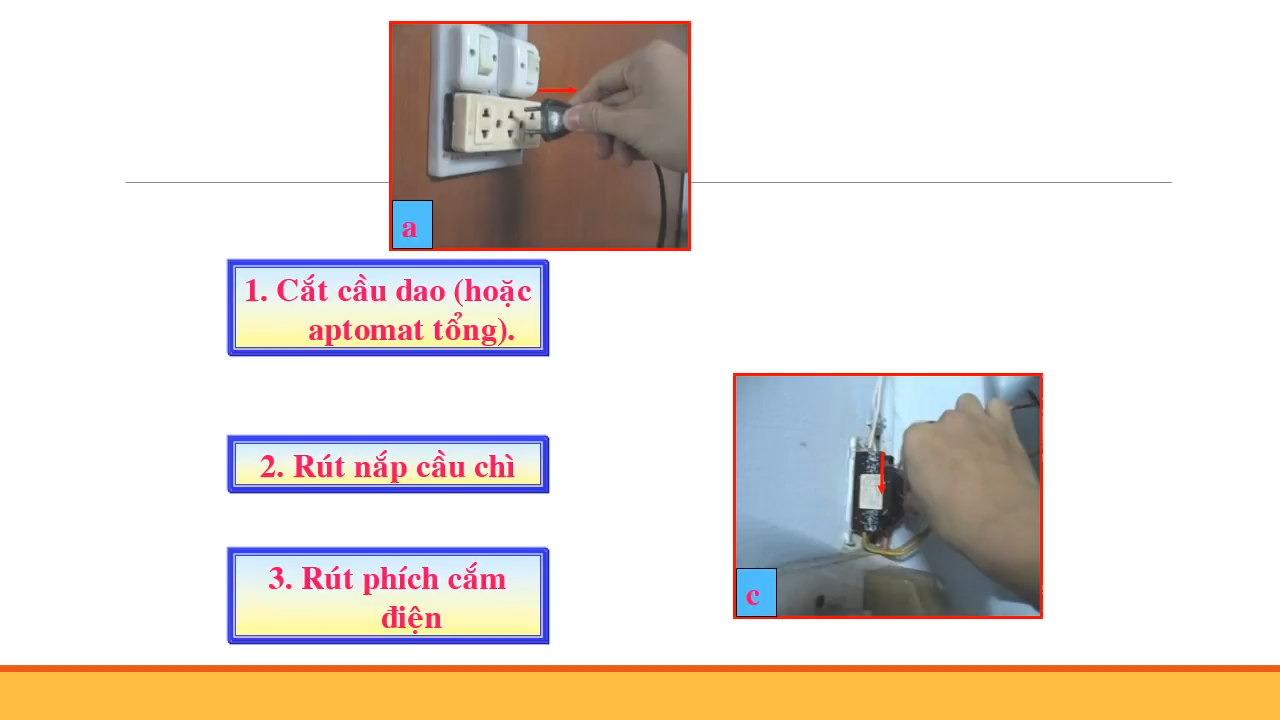 a
1. Cắt cầu dao (hoặc
aptomat tổng).
2. Rút nắp cầu chì
c
3. Rút phích cắm
điện